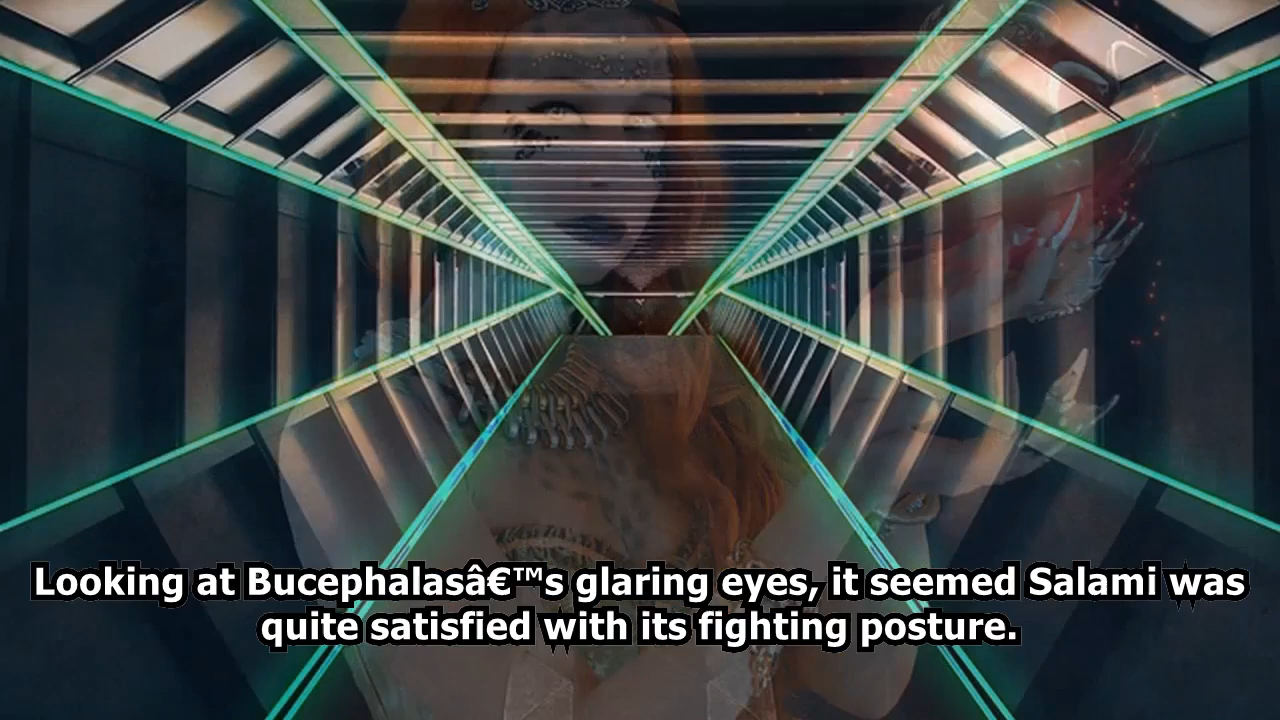 Looking at Bucephalasâ€™s glaring eyes, it seemed Salami was
quite satisfied with its fighting posture.